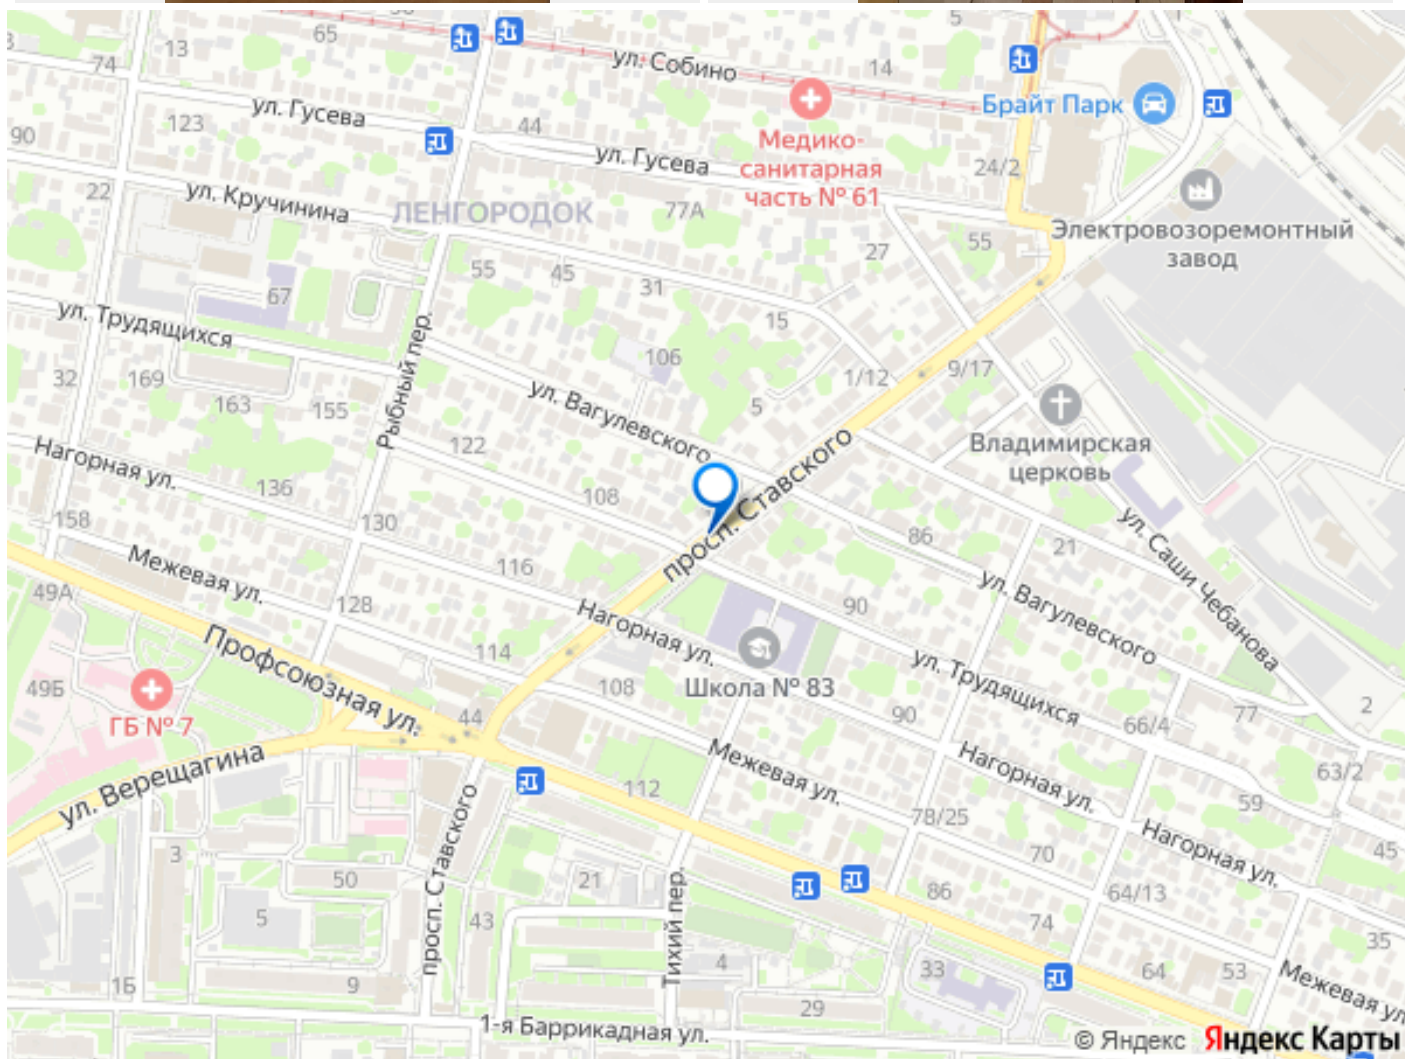 65
5
13
74
ул. Собино
14
Брайт Парк
ул. Гусева
123
90
44
ул. Гусева
Медико-
санитарная
часть № 61
24/2
22
ул. Кручинина
ЛЕНГОРОДОК
77А
27
55
Электровозоремонтный
завод
55
45
31
67
15
ул. Трудящихся
Рыбный пер.
106
32
169
163
155
ул. Вагулевского
5
1/12
9/17
Владимирская
церковь
122
Нагорная ул.
136
108
просп. Ставского
158
130
86
21
ул. Саши Чебанова
Межевая ул.
116
49А
128
Нагорная ул.
90
ул. Вагулевского
Профсоюзная ул.
114
49Б
ГБ № 7
108
Школа № 83
ул. Трудящихся
44
90
66/4
77
2
ул. Верещагина
112
Межевая ул.
Нагорная ул.
63/2
59
78/25
просп. Ставского
3
50
21
Тихий пер.
70
Нагорная ул.
45
86
64/13
5
43
74
35
4
33
64
53
Межевая ул.
1Б
9
29
1-я Баррикадная ул.
© Яндекс Яндекс Карты